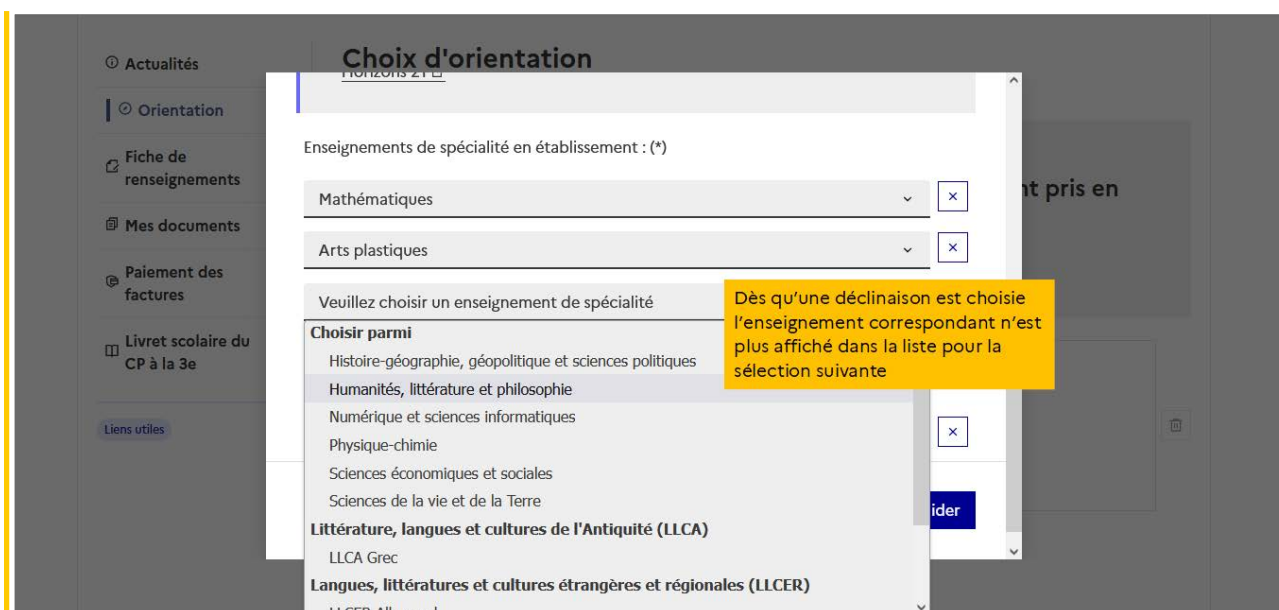 Actualités
Orientation
Fiche de
renseignements
Mes documents
Paiement des
factures
Livret scolaire du
CP à la 3e
Liens utiles
Choix d'orientation
Horizons 21
Enseignements de spécialité en établissement : (*)
Mathématiques
Arts plastiques
Veuillez choisir un enseignement de spécialité
Choisir parmi
Histoire-géographie, géopolitique et sciences politiques
Humanités, littérature et philosophie
Numérique et sciences informatiques
Physique-chimie
Sciences économiques et sociales
Sciences de la vie et de la Terre
Littérature, langues et cultures de l'Antiquité (LLCA)
LLCA Grec
Langues, littératures et cultures étrangères et régionales (LLCER)
Dès qu'une déclinaison est choisie
l'enseignement correspondant n'est
plus affiché dans la liste pour la
sélection suivante
nt pris en
ider